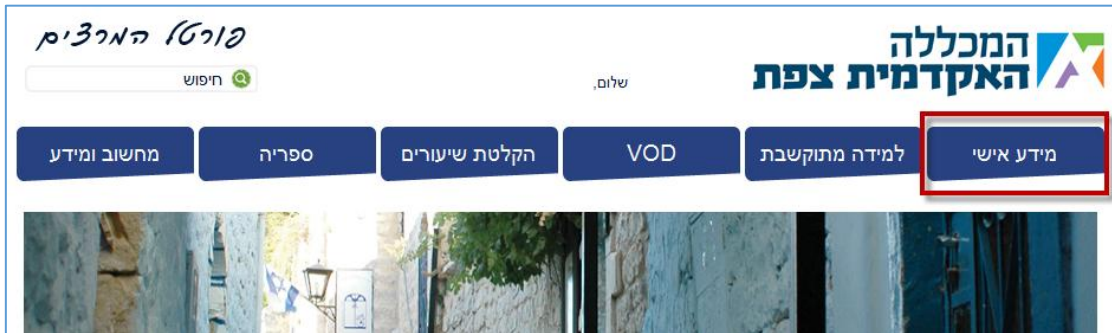 פורטל המרצים
המכללה
האקדמית צפת
חיפוש
שלום,
מידע אישי
למידה מתוקשבת
VOD
הקלטת שיעורים
ספריה
מחשוב ומידע